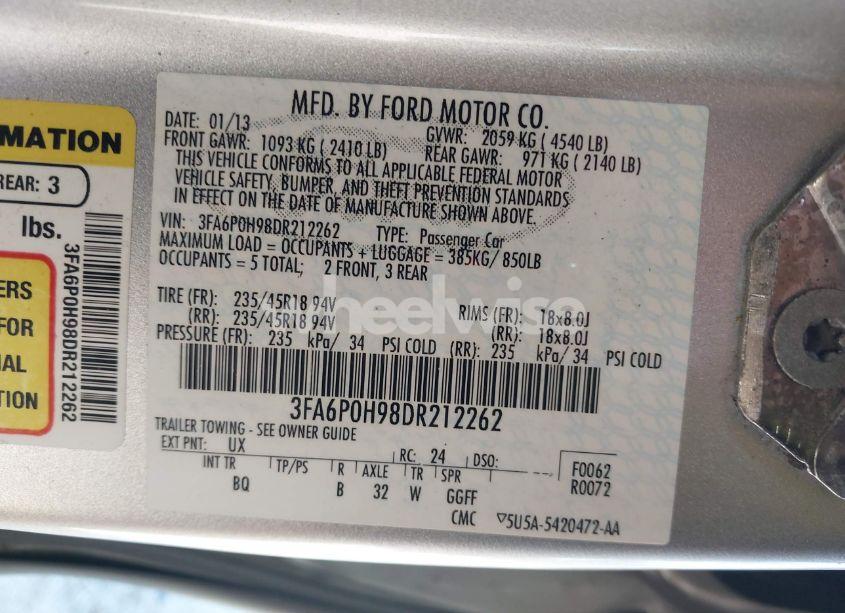 RMATION
REAR: 3
lbs.
ERS
FOR
IAL
TION
3FA6P0H98DR212262
MFD. BY FORD MOTOR CO.
DATE: 01/13 GVWR: 2059 KG ( 4540 LB)
FRONT GAWR: 1093 KG ( 2410 LB) REAR GAWR: 971 KG ( 2140 LB)
THIS VEHICLE CONFORMS TO ALL APPLICABLE FEDERAL MOTOR
VEHICLE SAFETY, BUMPER, AND THEFT PREVENTION STANDARDS
IN EFFECT ON THE DATE OF MANUFACTURE SHOWN ABOVE.
VIN: 3FA6P0H98DR212262 TYPE: Passenger Car
MAXIMUM LOAD = OCCUPANTS + LUGGAGE = 385KG/ 850LB
OCCUPANTS = 5 TOTAL; 2 FRONT, 3 REAR
TIRE (FR): 235/45R18 94V RIMS (FR): 18x8.0J
(RR): 235/45R18 94V (RR): 18x8.0J
PRESSURE (FR): 235 kPa/ 34 PSI COLD (RR): 235 kPa/ 34 PSI COLD
wheelwise
3FA6P0H98DR212262
TRAILER TOWING - SEE OWNER GUIDE
EXT PNT: UX RC: 24 DSO: F0062
INT TR TP/PS R AXLE TR SPR R0072
BQ B 32 W GGFF
CMC ▽5U5A-5420472-AA